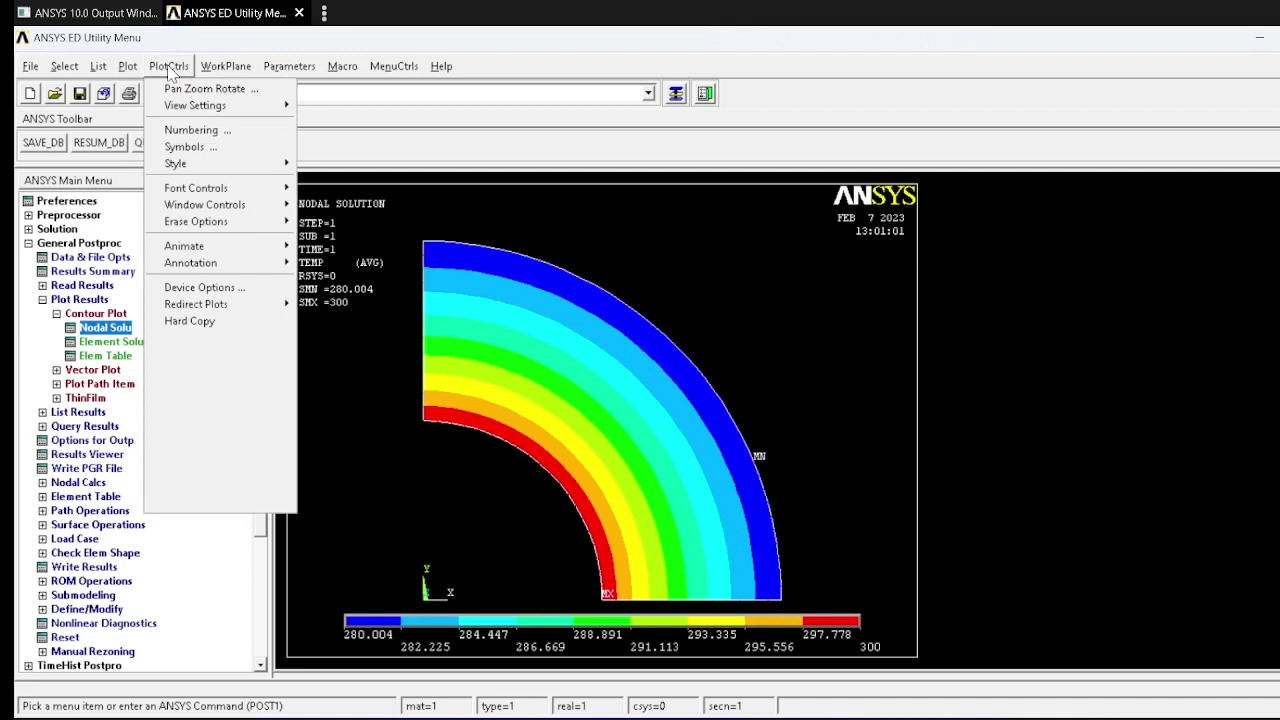 ANSYS 10.0 Output Wind...
ANSYS ED Utility Me...
ANSYS ED Utility Menu
File Select List Plot PlotCtrls WorkPlane Parameters Macro MenuCtrls Help
ANSYS Toolbar
SAVE_DB RESUM_DB
ANSYS Main Menu
Preferences
Preprocessor
Solution
General Postproc
Data & File Opts
Results Summary
Read Results
Plot Results
Contour Plot
Nodal Solu
Element Solu
Elem Table
Vector Plot
Plot Path Item
ThinFilm
List Results
Query Results
Options for Outp
Results Viewer
Write PGR File
Nodal Calcs
Element Table
Path Operations
Surface Operations
Load Case
Check Elem Shape
Write Results
ROM Operations
Submodeling
Define/Modify
Nonlinear Diagnostics
Reset
Manual Rezoning
TimeHist Postpro
Pan Zoom Rotate ...
View Settings
Numbering ...
Symbols ...
Style
Font Controls
Window Controls
Erase Options
Animate
Annotation
Device Options ...
Redirect Plots
Hard Copy
NODAL SOLUTION
STEP=1
SUB =1
TIME=1
TEMP (AVG)
RSYS=0
SMN =280.004
SMX =300
ANSYS
FEB 7 2023
13:01:01
MN
Y
X
MX
280.004 284.447 288.891 293.335 297.778
282.225 286.669 291.113 295.556 300
Pick a menu item or enter an ANSYS Command (POST1)
mat=1 type=1 real=1 csys=0 secn=1